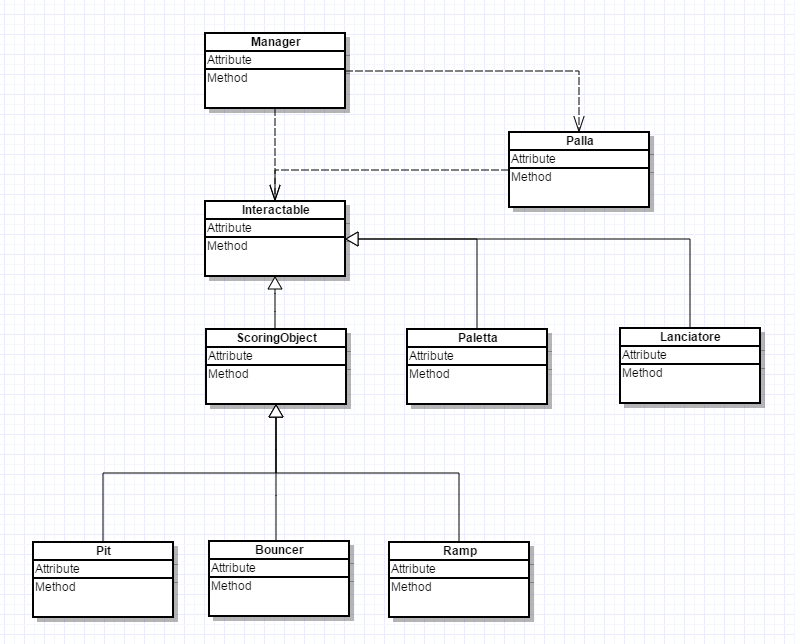 Manager
Attribute
Method
Palla
Attribute
Method
Interactable
Attribute
Method
ScoringObject
Attribute
Method
Paletta
Attribute
Method
Lanciatore
Attribute
Method
Pit
Attribute
Method
Bouncer
Attribute
Method
Ramp
Attribute
Method